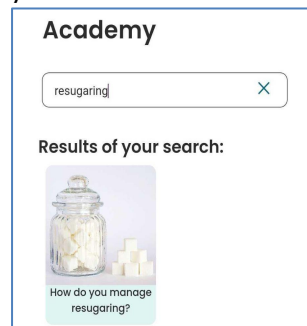 Academy
resugaring
Results of your search:
How do you manage
resugaring?